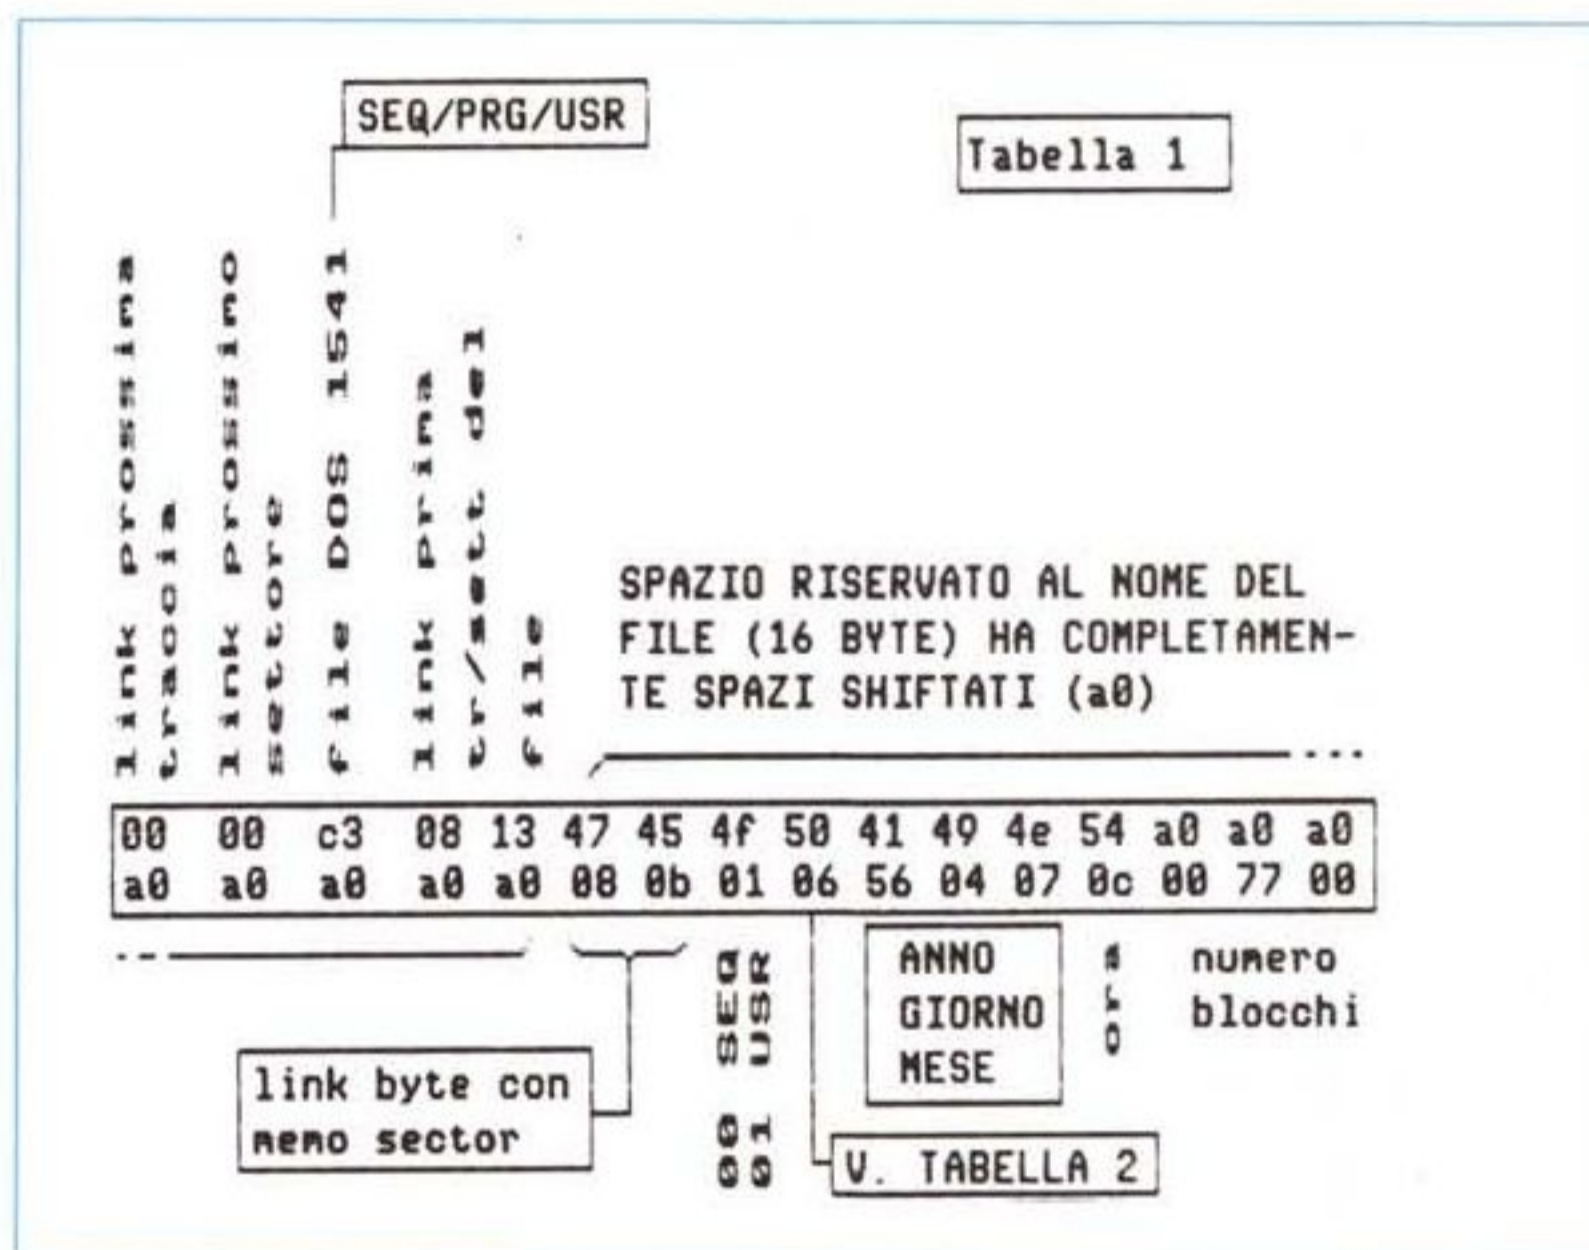 SEQ/PRG/USR
Tabella 1
link prossima
traccia
link prossimo
settore
file DOS 1541
link prima
tr/sett del
file
SPAZIO RISERVATO AL NOME DEL
FILE (16 BYTE) HA COMPLETAMEN-
TE SPAZI SHIFTATI (a0)
00 00 c3 08 13 47 45 4f 50 41 49 4e 54 a0 a0 a0
a0 a0 a0 a0 a0 08 0b 01 06 56 04 07 0c 00 77 00
link byte con
memo sector
00 SEQ
01 USR
V. TABELLA 2
ANNO
GIORNO
MESE
ora
numero
blocchi